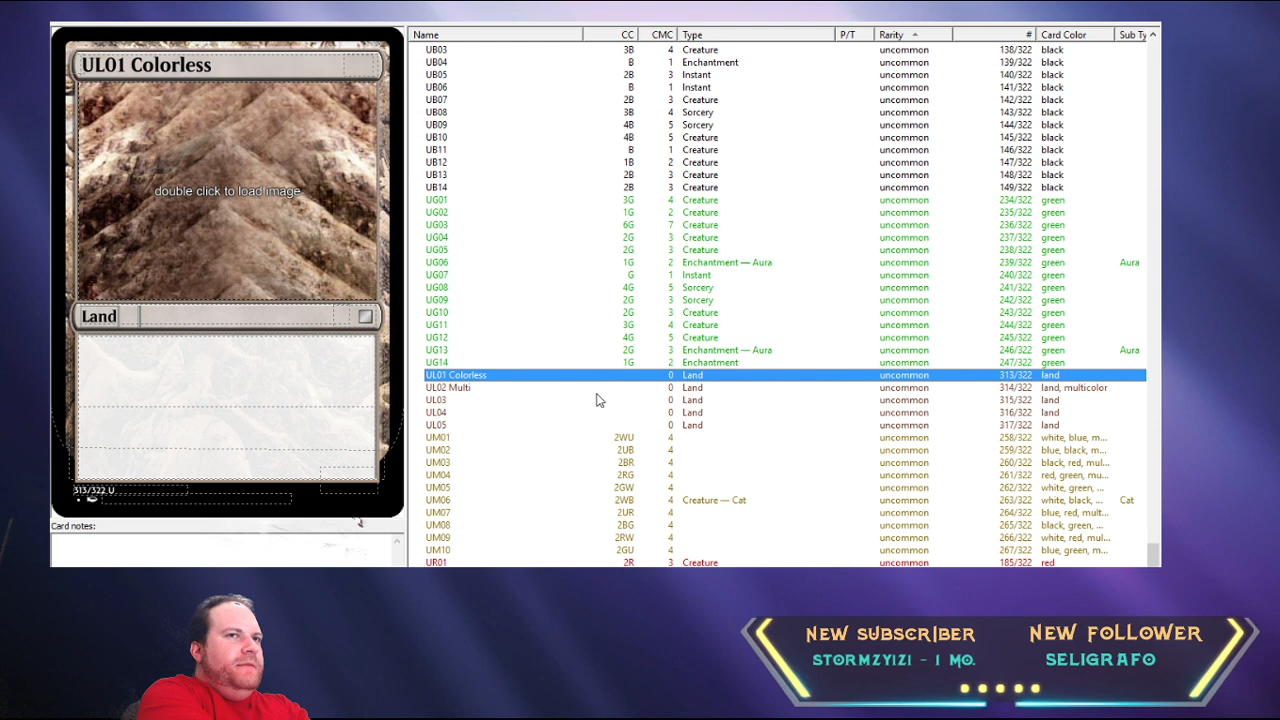 UL01 Colorless
double click to load image
Land
313/322 U
Card notes:
Name CC CMC Type P/T Rarity # Card Color Sub Ty
UB03 3B 4 Creature uncommon 138/322 black
UB04 B 1 Enchantment uncommon 139/322 black
UB05 2B 3 Instant uncommon 140/322 black
UB06 B 1 Instant uncommon 141/322 black
UB07 2B 3 Creature uncommon 142/322 black
UB08 3B 4 Sorcery uncommon 143/322 black
UB09 4B 5 Sorcery uncommon 144/322 black
UB10 4B 5 Creature uncommon 145/322 black
UB11 B 1 Creature uncommon 146/322 black
UB12 1B 2 Creature uncommon 147/322 black
UB13 2B 3 Creature uncommon 148/322 black
UB14 2B 3 Creature uncommon 149/322 black
UG01 3G 4 Creature uncommon 234/322 green
UG02 1G 2 Creature uncommon 235/322 green
UG03 6G 7 Creature uncommon 236/322 green
UG04 2G 3 Creature uncommon 237/322 green
UG05 2G 3 Creature uncommon 238/322 green
UG06 1G 2 Enchantment — Aura uncommon 239/322 green Aura
UG07 G 1 Instant uncommon 240/322 green
UG08 4G 5 Sorcery uncommon 241/322 green
UG09 2G 3 Sorcery uncommon 242/322 green
UG10 2G 3 Creature uncommon 243/322 green
UG11 3G 4 Creature uncommon 244/322 green
UG12 4G 5 Creature uncommon 245/322 green
UG13 2G 3 Enchantment — Aura uncommon 246/322 green Aura
UG14 1G 2 Enchantment uncommon 247/322 green
UL01 Colorless 0 Land uncommon 313/322 land
UL02 Multi 0 Land uncommon 314/322 land, multicolor
UL03 0 Land uncommon 315/322 land
UL04 0 Land uncommon 316/322 land
UL05 0 Land uncommon 317/322 land
UM01 2WU 4 uncommon 258/322 white, blue, m...
UM02 2UB 4 uncommon 259/322 blue, black, m...
UM03 2BR 4 uncommon 260/322 black, red, mul...
UM04 2RG 4 uncommon 261/322 red, green, mu...
UM05 2GW 4 uncommon 262/322 white, green, ...
UM06 2WB 4 Creature — Cat uncommon 263/322 white, black, ... Cat
UM07 2UR 4 uncommon 264/322 blue, red, mult...
UM08 2BG 4 uncommon 265/322 black, green, ...
UM09 2RW 4 uncommon 266/322 white, red, mul...
UM10 2GU 4 uncommon 267/322 blue, green, m...
UR01 2R 3 Creature uncommon 185/322 red
NEW SUBSCRIBER
STORMZYIZI - 1 MO.
NEW FOLLOWER
SELIGRAFO